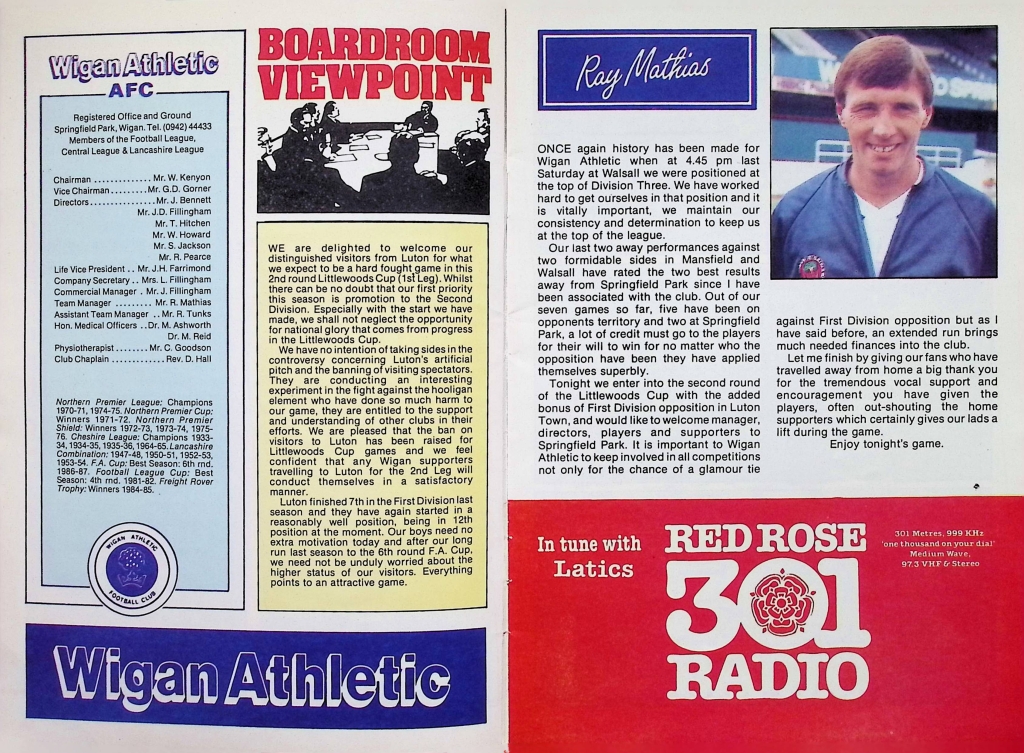 Wigan Athletic
AFC
Registered Office and Ground
Springfield Park, Wigan. Tel. (0942) 44433
Members of the Football League,
Central League & Lancashire League
Chairman .............. Mr. W. Kenyon
Vice Chairman ......... Mr. G.D. Gorner
Directors ................ Mr. J. Bennett
Mr. J.D. Fillingham
Mr. T. Hitchen
Mr. W. Howard
Mr. S. Jackson
Mr. R. Pearce
Life Vice President .. Mr. J.H. Farrimond
Company Secretary .. Mrs. L. Fillingham
Commercial Manager . Mr. J. Fillingham
Team Manager ......... Mr. R. Mathias
Assistant Team Manager .. Mr. R. Tunks
Hon. Medical Officers .. Dr. M. Ashworth
Dr. M. Reid
Physiotherapist ....... Mr. C. Goodson
Club Chaplain ............ Rev. D. Hall
Northern Premier League: Champions
1970-71, 1974-75. Northern Premier Cup:
Winners 1971-72. Northern Premier
Shield: Winners 1972-73, 1973-74, 1975-
76. Cheshire League: Champions 1933-
34, 1934-35, 1935-36, 1964-65. Lancashire
Combination: 1947-48, 1950-51, 1952-53,
1953-54. F.A. Cup: Best Season: 6th rnd.
1986-87. Football League Cup: Best
Season: 4th rnd. 1981-82. Freight Rover
Trophy: Winners 1984-85.
WIGAN ATHLETIC
FOOTBALL CLUB
BOARDROOM
VIEWPOINT
WE are delighted to welcome our
distinguished visitors from Luton for what
we expect to be a hard fought game in this
2nd round Littlewoods Cup (1st Leg). Whilst
there can be no doubt that our first priority
this season is promotion to the Second
Division. Especially with the start we have
made, we shall not neglect the opportunity
for national glory that comes from progress
in the Littlewoods Cup.
We have no intention of taking sides in the
controversy concerning Luton's artificial
pitch and the banning of visiting spectators.
They are conducting an interesting
experiment in the fight against the hooligan
element who have done so much harm to
our game, they are entitled to the support
and understanding of other clubs in their
efforts. We are pleased that the ban on
visitors to Luton has been raised for
Littlewoods Cup games and we feel
confident that any Wigan supporters
travelling to Luton for the 2nd Leg will
conduct themselves in a satisfactory
manner.
Luton finished 7th in the First Division last
season and they have again started in a
reasonably well position, being in 12th
position at the moment. Our boys need no
extra motivation today and after our long
run last season to the 6th round F.A. Cup,
we need not be unduly worried about the
higher status of our visitors. Everything
points to an attractive game.
Wigan Athletic
Ray Mathias
ONCE again history has been made for
Wigan Athletic when at 4.45 pm last
Saturday at Walsall we were positioned at
the top of Division Three. We have worked
hard to get ourselves in that position and it
is vitally important, we maintain our
consistency and determination to keep us
at the top of the league.
Our last two away performances against
two formidable sides in Mansfield and
Walsall have rated the two best results
away from Springfield Park since I have
been associated with the club. Out of our
seven games so far, five have been on
opponents territory and two at Springfield
Park, a lot of credit must go to the players
for their will to win for no matter who the
opposition have been they have applied
themselves superbly.
Tonight we enter into the second round
of the Littlewoods Cup with the added
bonus of First Division opposition in Luton
Town, and would like to welcome manager,
directors, players and supporters to
Springfield Park. It is important to Wigan
Athletic to keep involved in all competitions
not only for the chance of a glamour tie
against First Division opposition but as I
have said before, an extended run brings
much needed finances into the club.
Let me finish by giving our fans who have
travelled away from home a big thank you
for the tremendous vocal support and
encouragement you have given the
players, often out-shouting the home
supporters which certainly gives our lads a
lift during the game.
Enjoy tonight's game.
In tune with
Latics
RED ROSE
301
RADIO
301 Metres, 999 KHz
'one thousand on your dial'
Medium Wave,
97.3 VHF & Stereo